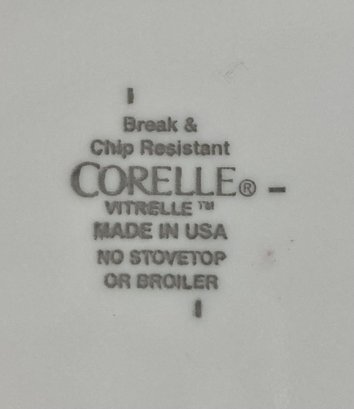 Break &
Chip Resistant
CORELLE®
VITRELLE™
MADE IN USA
NO STOVETOP
OR BROILER